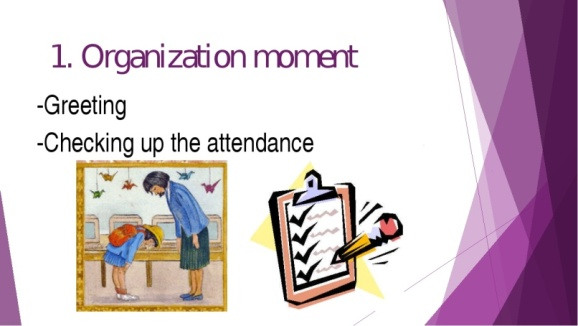 1. Organization moment
-Greeting
-Checking up the attendance